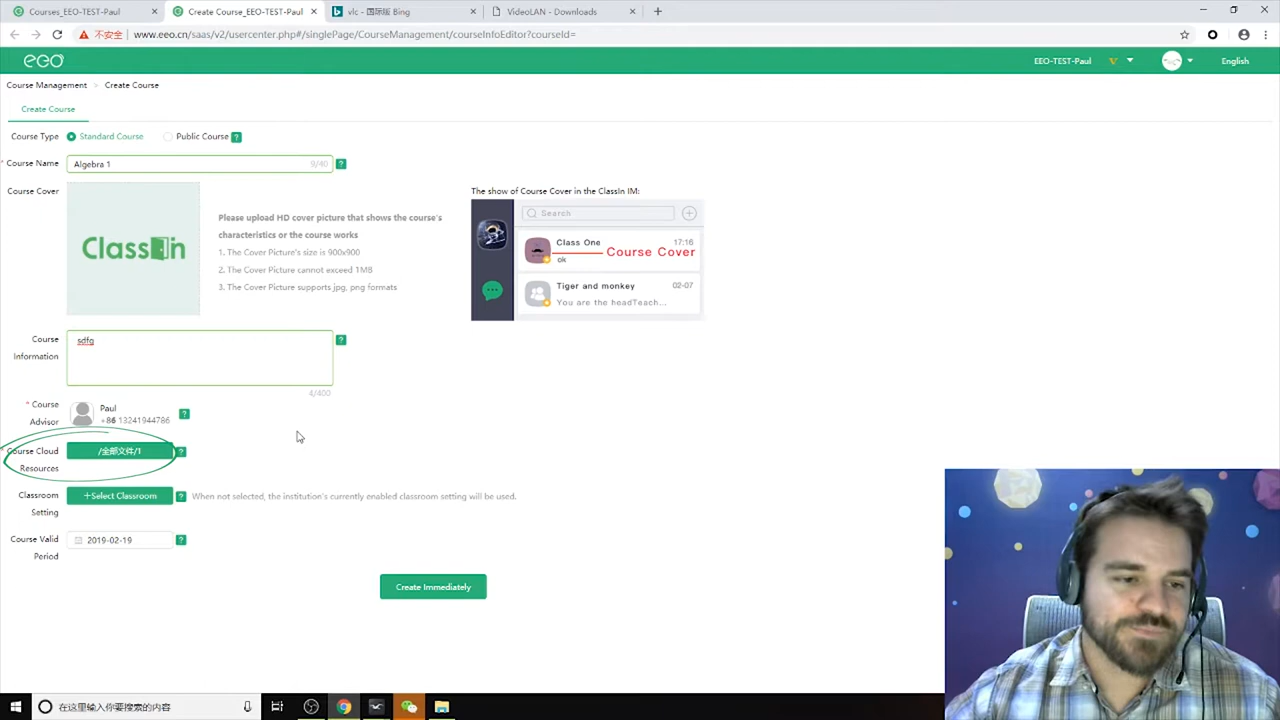 Courses_EEO-TEST-Paul
Create Course_EEO-TEST-Paul
vlc - 国际版 Bing
VideoLAN - Downloads
不安全
www.eeo.cn/saas/v2/usercenter.php#/singlePage/CourseManagement/courseInfoEditor?courseId=
eeo
EEO-TEST-Paul
English
Course Management > Create Course
Create Course
Course Type
Standard Course
Public Course ?
* Course Name
Algebra 1
9/40
?
Course Cover
ClassIn
Please upload HD cover picture that shows the course's
characteristics or the course works
1. The Cover Picture's size is 900x900
2. The Cover Picture cannot exceed 1MB
3. The Cover Picture supports jpg, png formats
The show of Course Cover in the ClassIn IM:
Search
Class One
17:16
ok
Course Cover
Tiger and monkey
02-07
You are the headTeach...
Course
Information
sdfg
?
4/400
* Course
Advisor
Paul
+86 13241944786
?
Course Cloud
Resources
/全部文件/1
?
Classroom
Setting
+Select Classroom
?
When not selected, the institution's currently enabled classroom setting will be used.
Course Valid
Period
2019-02-19
?
Create Immediately
在这里输入你要搜索的内容